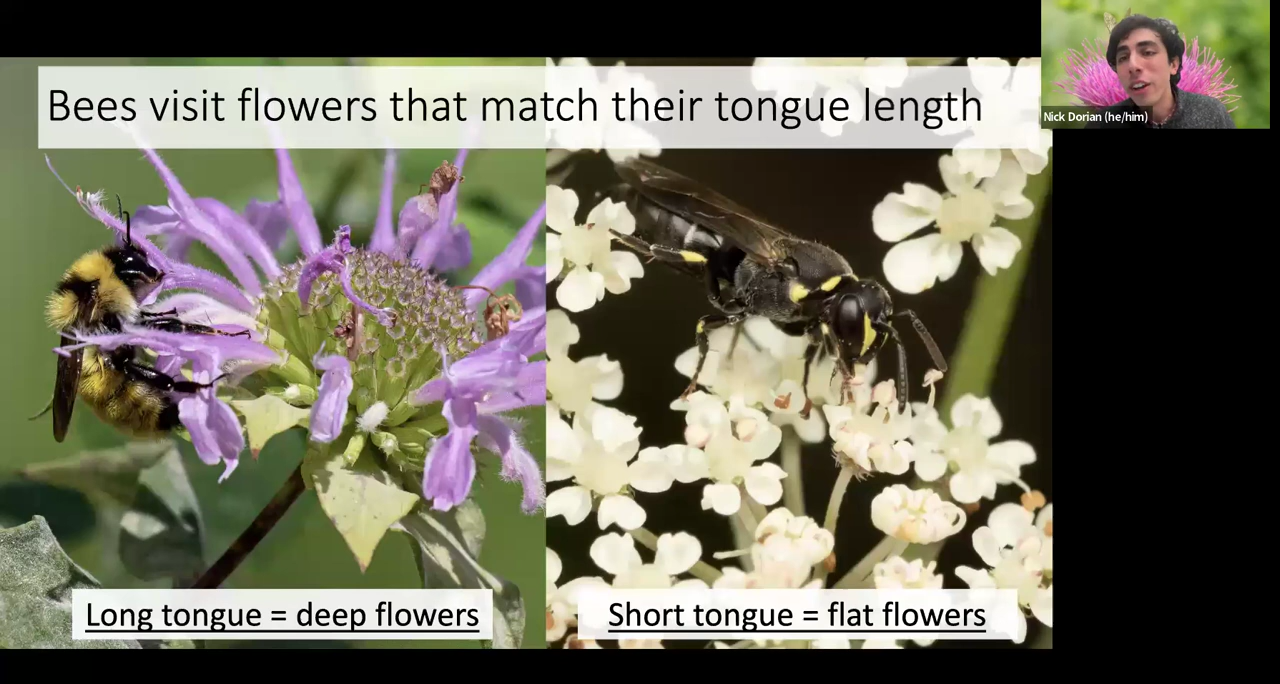 Bees visit flowers that match their tongue length
Nick Dorian (he/him)
Long tongue = deep flowers
Short tongue = flat flowers